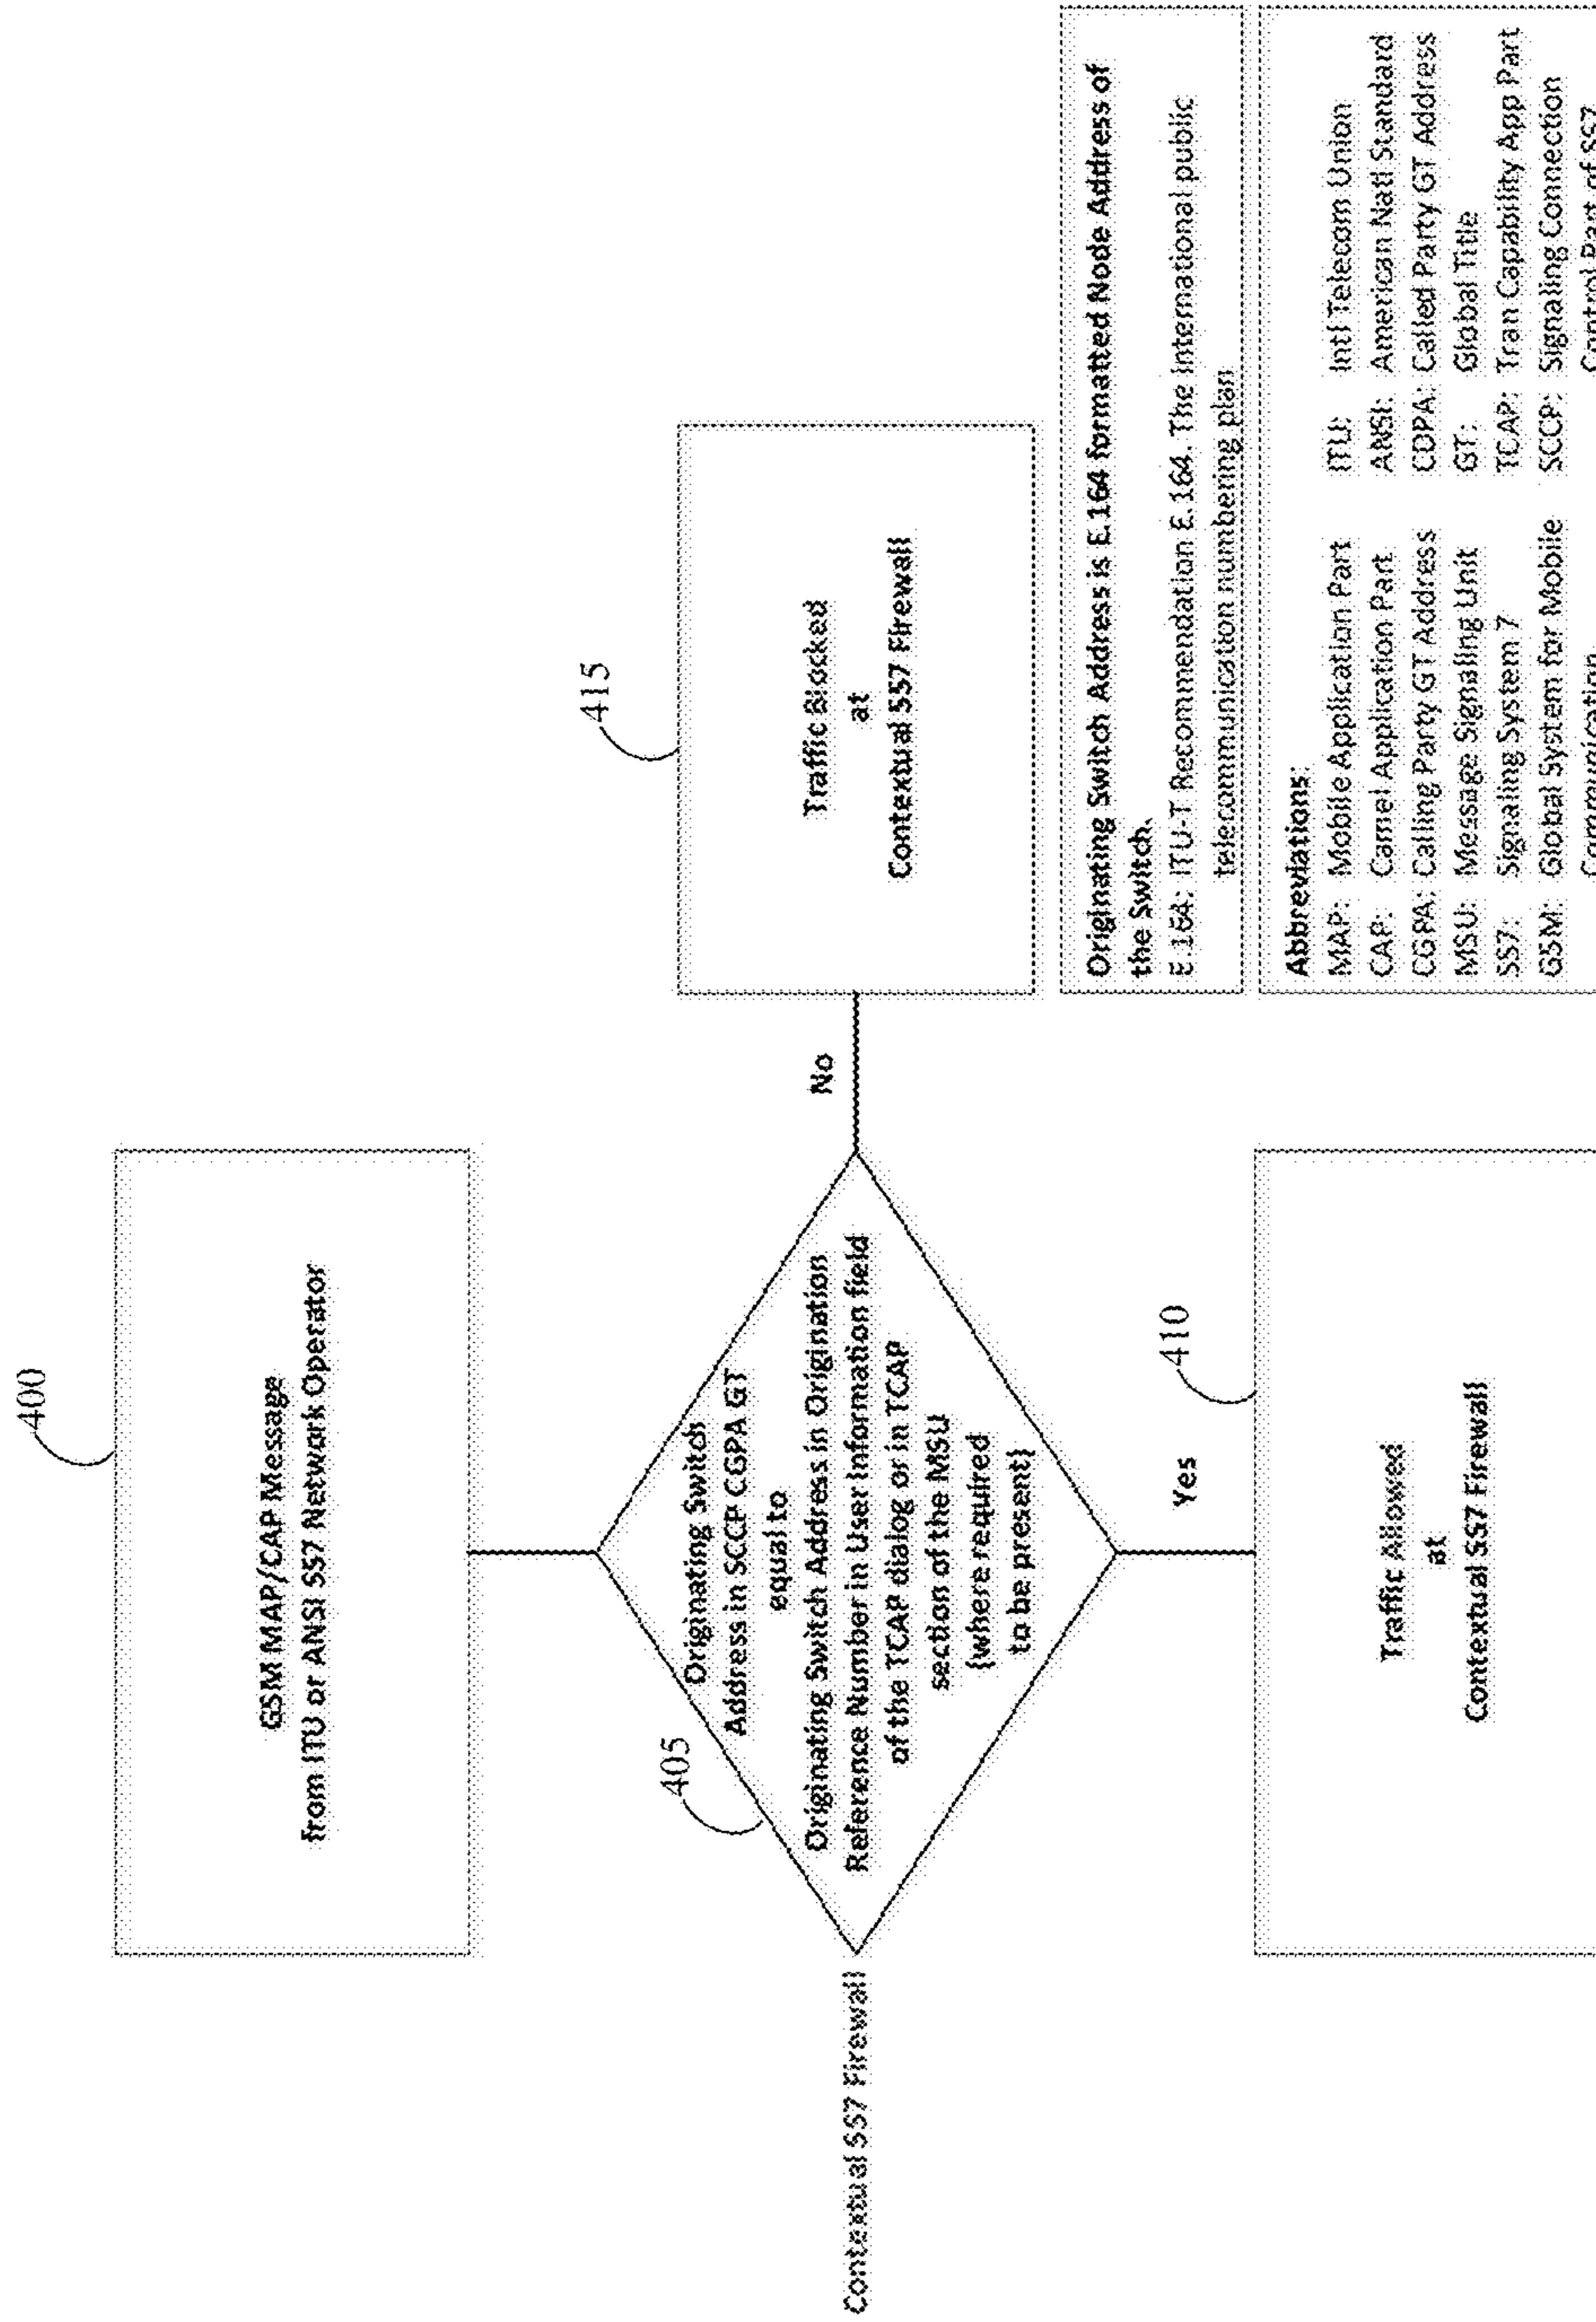 400
GSM MAP/CAP Message
from ITU or ANSI SS7 Network Operator
Contextual SS7 Firewall
405
Originating Switch
Address in SCCP CGPA GT
equal to
Originating Switch Address in Origination
Reference Number in User Information field
of the TCAP dialog or in TCAP
section of the MSU
(where required
to be present)
No
415
Traffic Blocked
at
Contextual SS7 Firewall
Yes
410
Traffic Allowed
at
Contextual SS7 Firewall
Originating Switch Address is E.164 formatted Node Address of
the Switch.
E.164: ITU-T Recommendation E.164. The international public
telecommunication numbering plan
Abbreviations:
MAP: Mobile Application Part
CAP: Camel Application Part
CGPA: Calling Party GT Address
MSU: Message Signaling Unit
SS7: Signaling System 7
GSM: Global System for Mobile
Communication
ITU: Intl Telecom Union
ANSI: American Natl Standard
CDPA: Called Party GT Address
GT: Global Title
TCAP: Tran Capability App Part
SCCP: Signaling Connection
Control Part of SS7